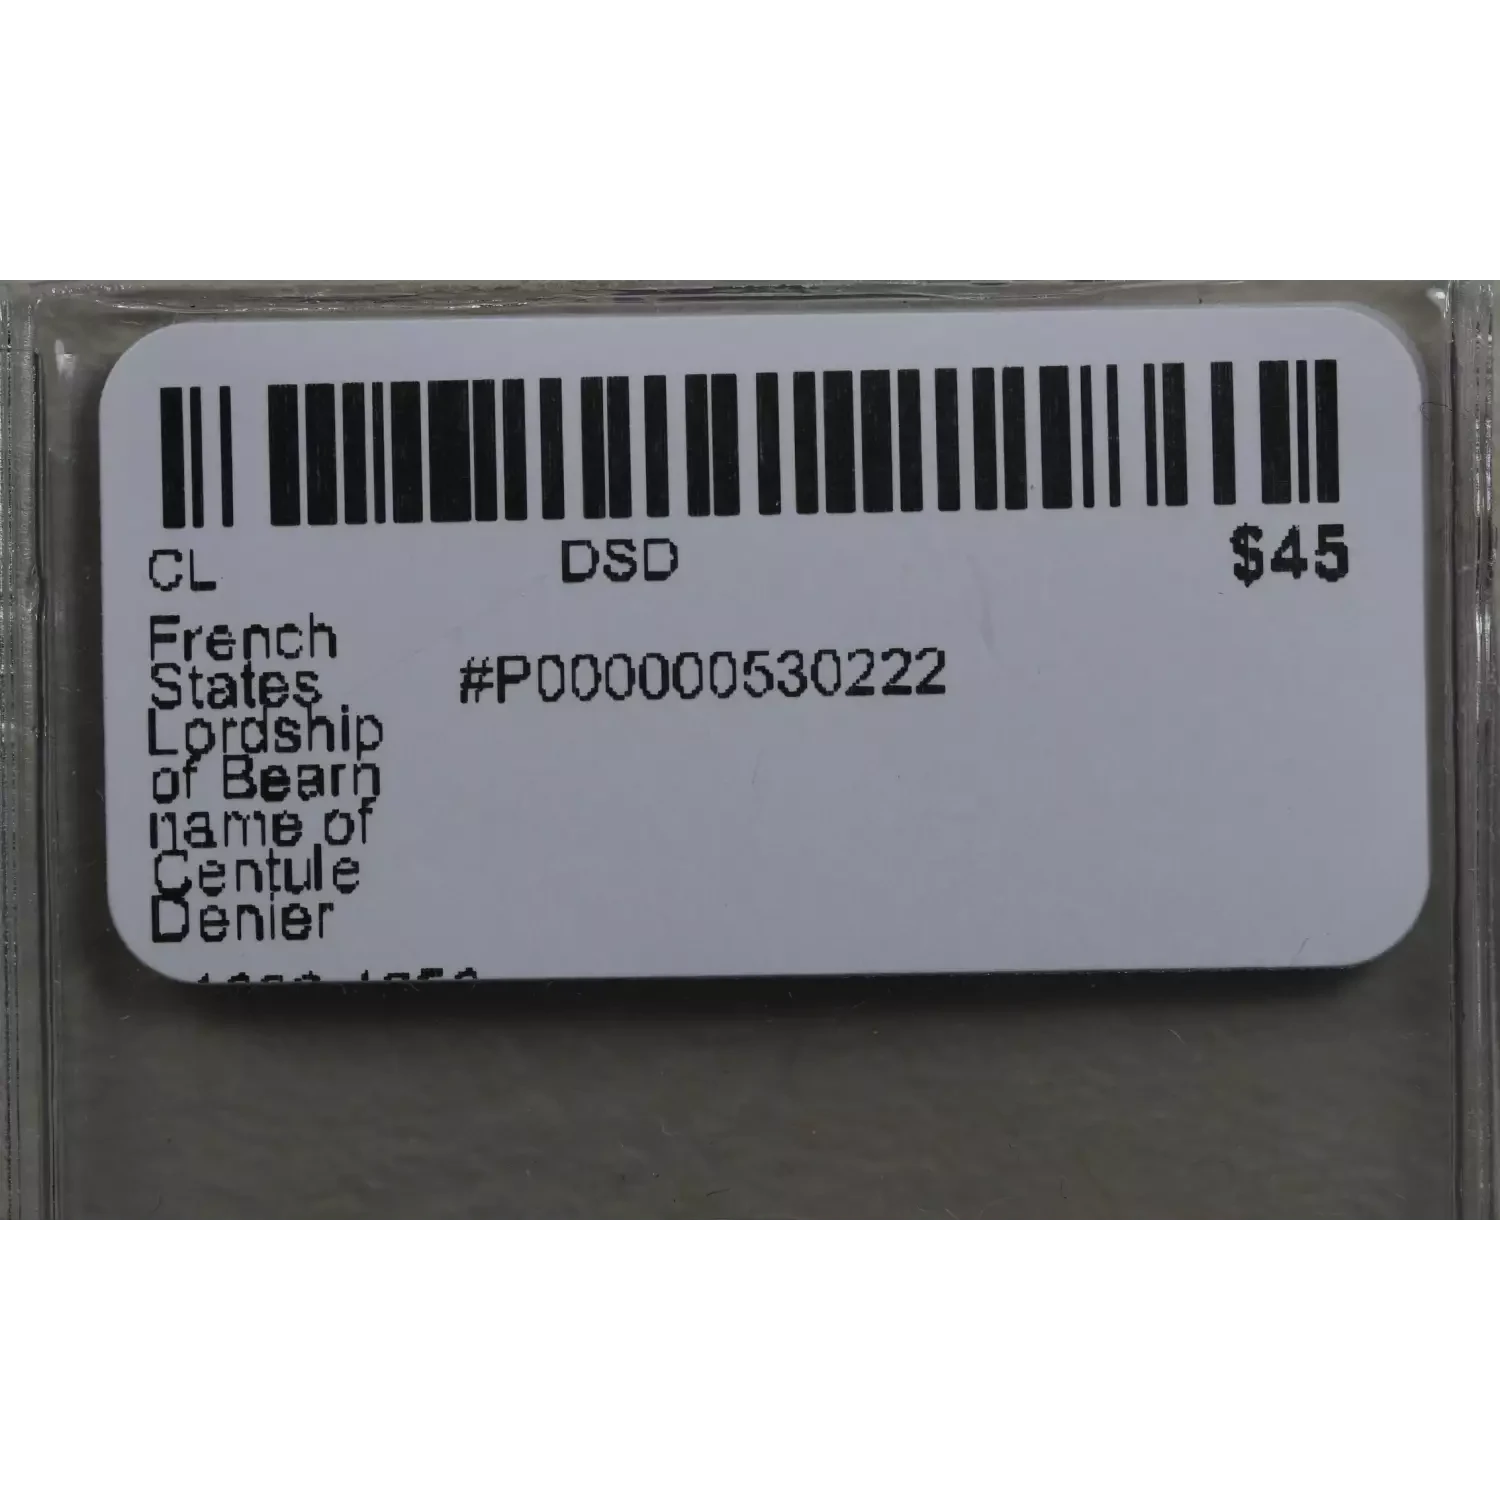 CL DSD $45
French
States
Lordship
of Bearn
name of
Centule
Denier
#P000000530222